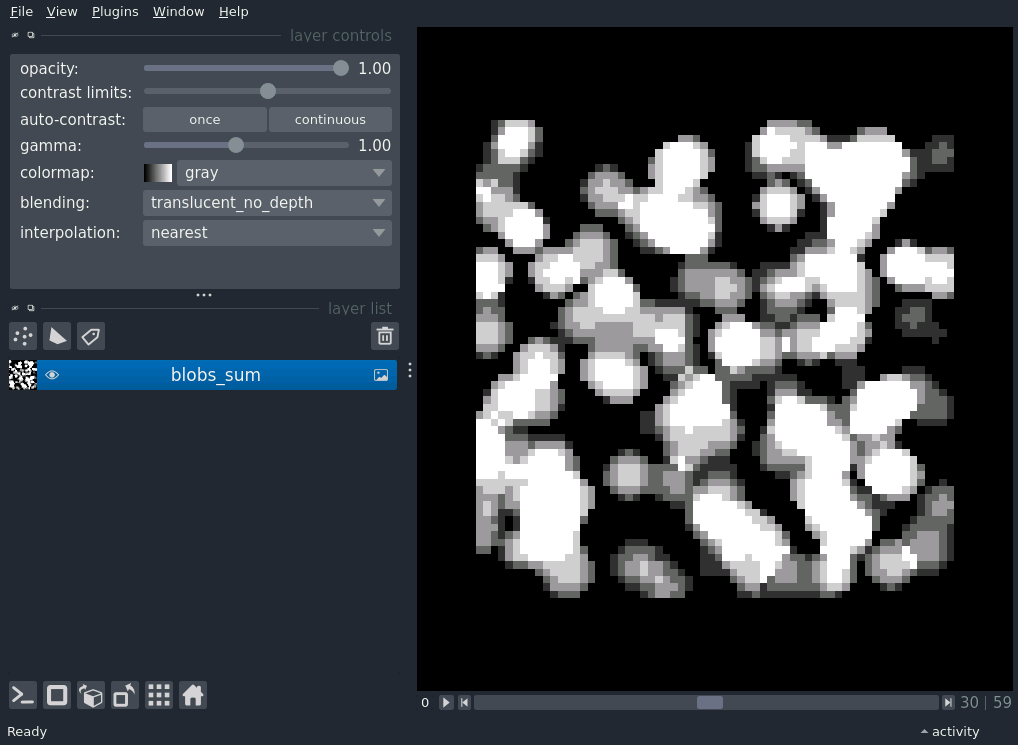 File View Plugins Window Help
layer controls
opacity: 1.00
contrast limits:
auto-contrast: once continuous
gamma: 1.00
colormap: gray
blending: translucent_no_depth
interpolation: nearest
layer list
blobs_sum
0 30 | 59
Ready activity